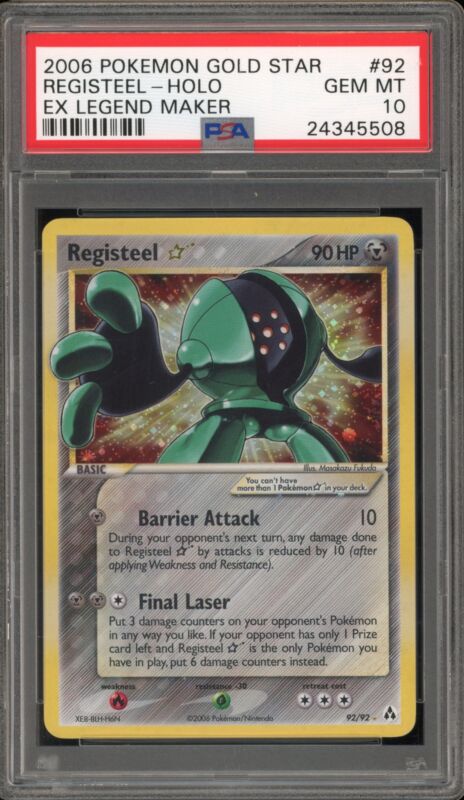 2006 POKEMON GOLD STAR #92
REGISTEEL-HOLO GEM MT
EX LEGEND MAKER 10
PSA 24345508
Registeel ☆ 90 HP
BASIC
Illus. Masakazu Fukuda
You can't have
more than 1 Pokémon☆ in your deck.
Barrier Attack 10
During your opponent's next turn, any damage done
to Registeel ☆ by attacks is reduced by 10 (after
applying Weakness and Resistance).
Final Laser
Put 3 damage counters on your opponent's Pokémon
in any way you like. If your opponent has only 1 Prize
card left and Registeel ☆ is the only Pokémon you
have in play, put 6 damage counters instead.
weakness resistance -30 retreat cost
XEB-BLH-H6N ©2006 Pokémon/Nintendo 92/92